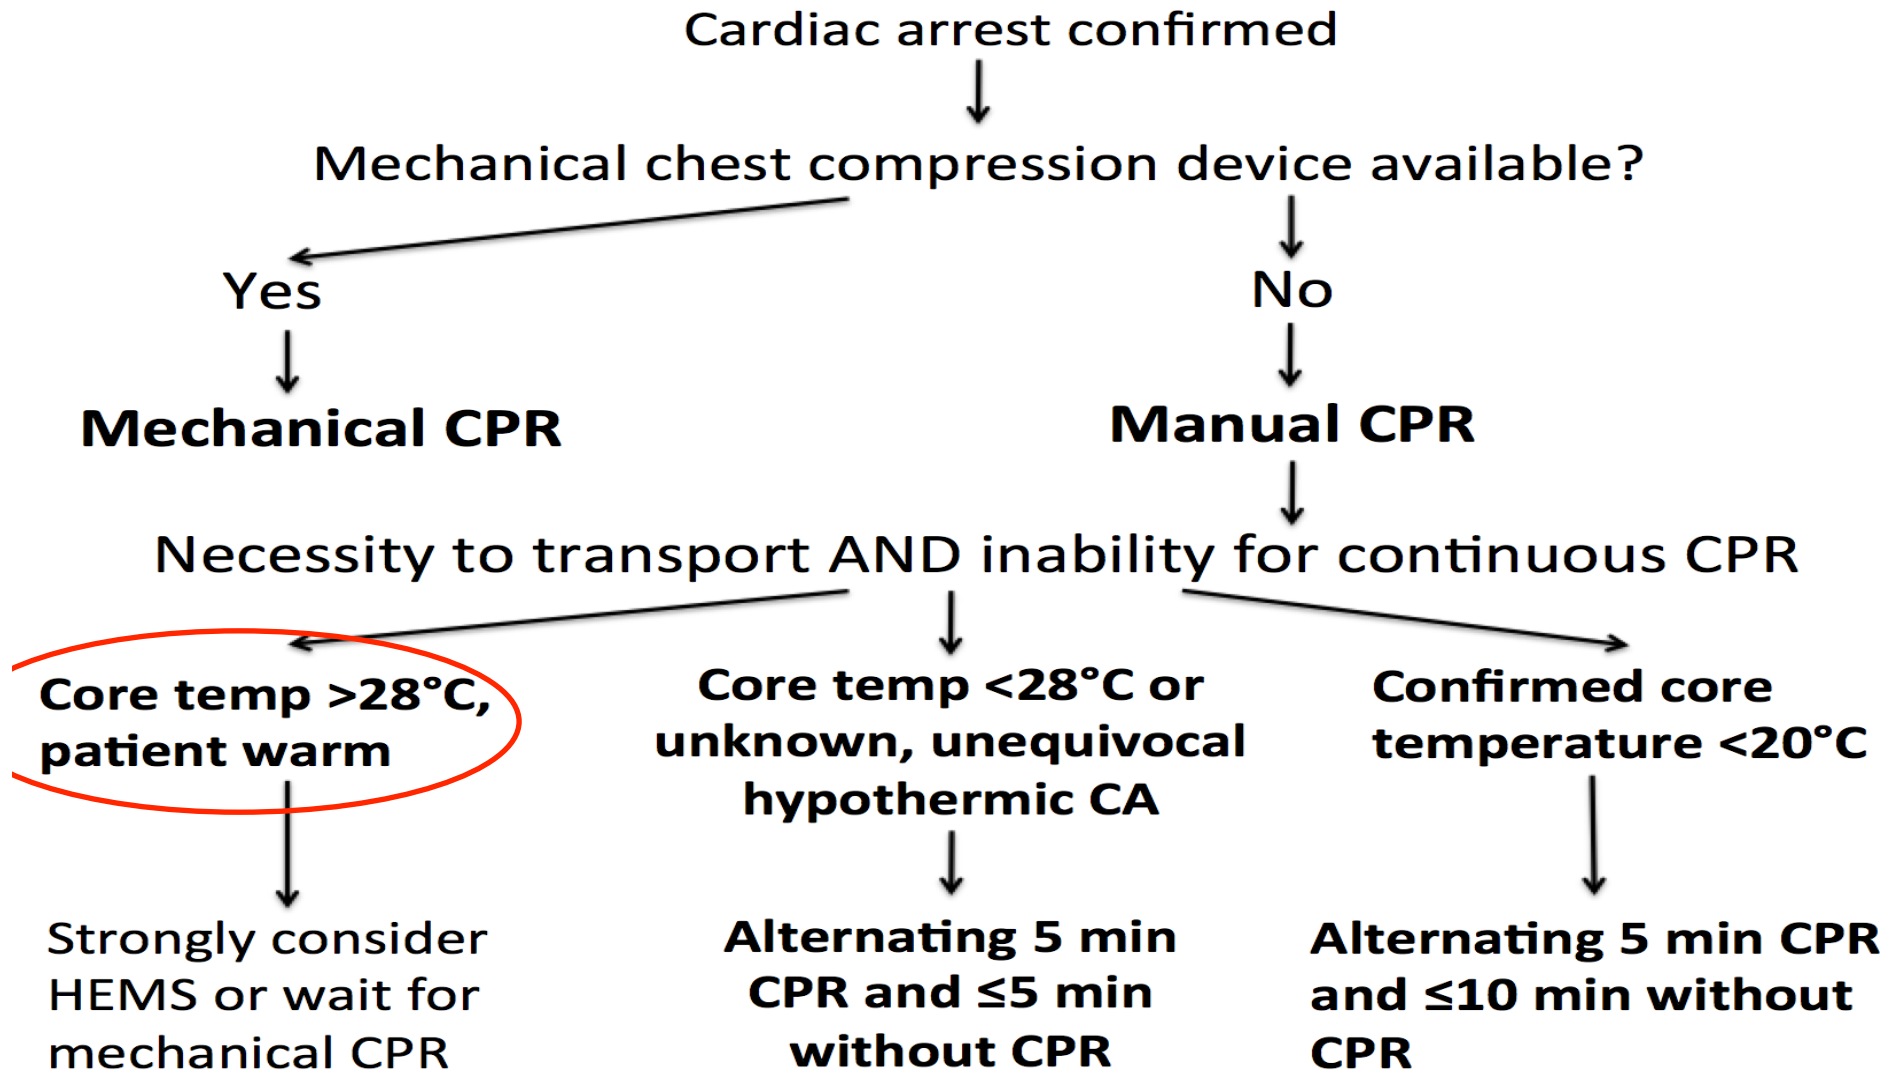 Cardiac arrest confirmed
Mechanical chest compression device available?
Yes
No
Mechanical CPR
Manual CPR
Necessity to transport AND inability for continuous CPR
Core temp >28°C,
patient warm
Core temp <28°C or
unknown, unequivocal
hypothermic CA
Confirmed core
temperature <20°C
Strongly consider
HEMS or wait for
mechanical CPR
Alternating 5 min
CPR and ≤5 min
without CPR
Alternating 5 min CPR
and ≤10 min without
CPR